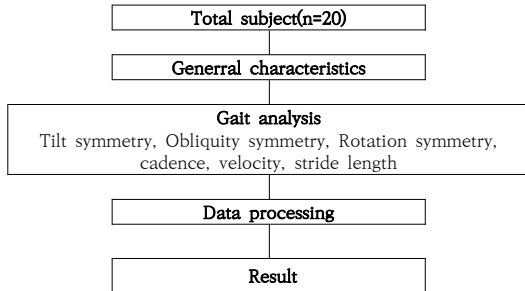 Total subject(n=20)
Generral characteristics
Gait analysis
Tilt symmetry, Obliquity symmetry, Rotation symmetry,
cadence, velocity, stride length
Data processing
Result